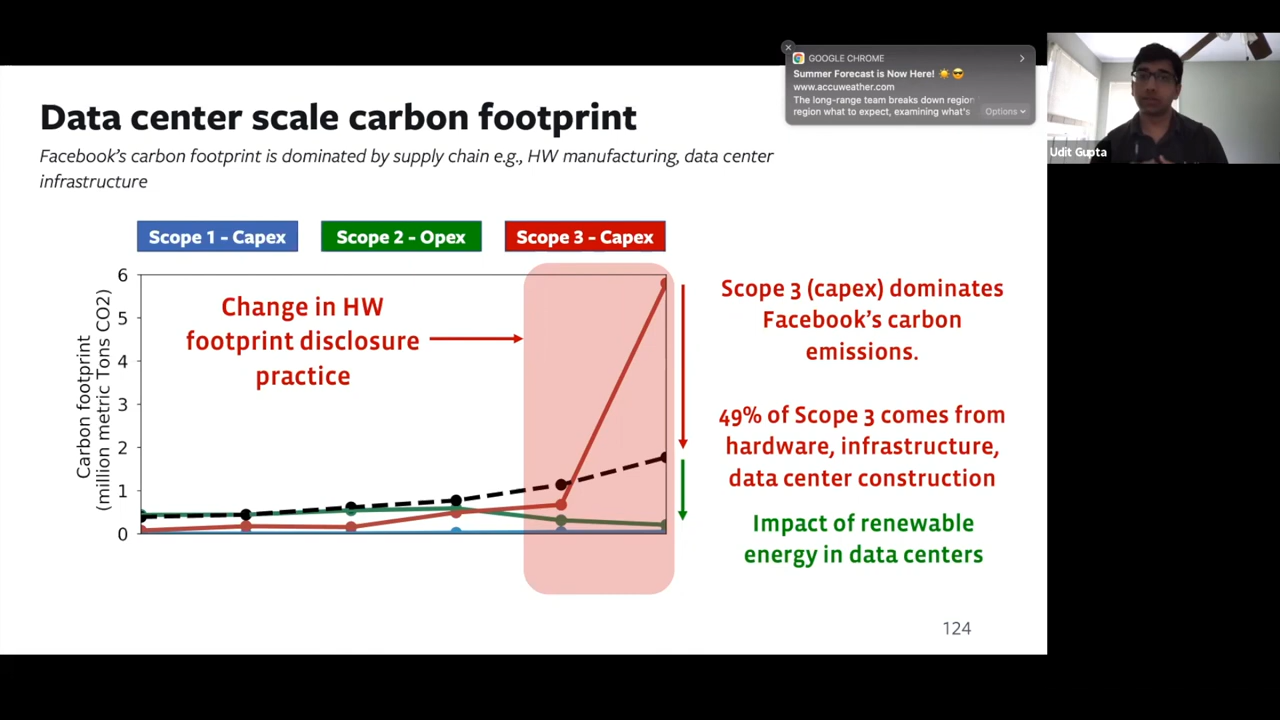 GOOGLE CHROME
Summer Forecast is Now Here! ☀️😎
www.accuweather.com
The long-range team breaks down region
region what to expect, examining what's
Options
Udit Gupta
Data center scale carbon footprint
Facebook's carbon footprint is dominated by supply chain e.g., HW manufacturing, data center
infrastructure
Scope 1 - Capex
Scope 2 - Opex
Scope 3 - Capex
Carbon footprint
(million metric Tons CO2)
6
5
4
3
2
1
0
Change in HW
footprint disclosure
practice
Scope 3 (capex) dominates
Facebook's carbon
emissions.
49% of Scope 3 comes from
hardware, infrastructure,
data center construction
Impact of renewable
energy in data centers
124